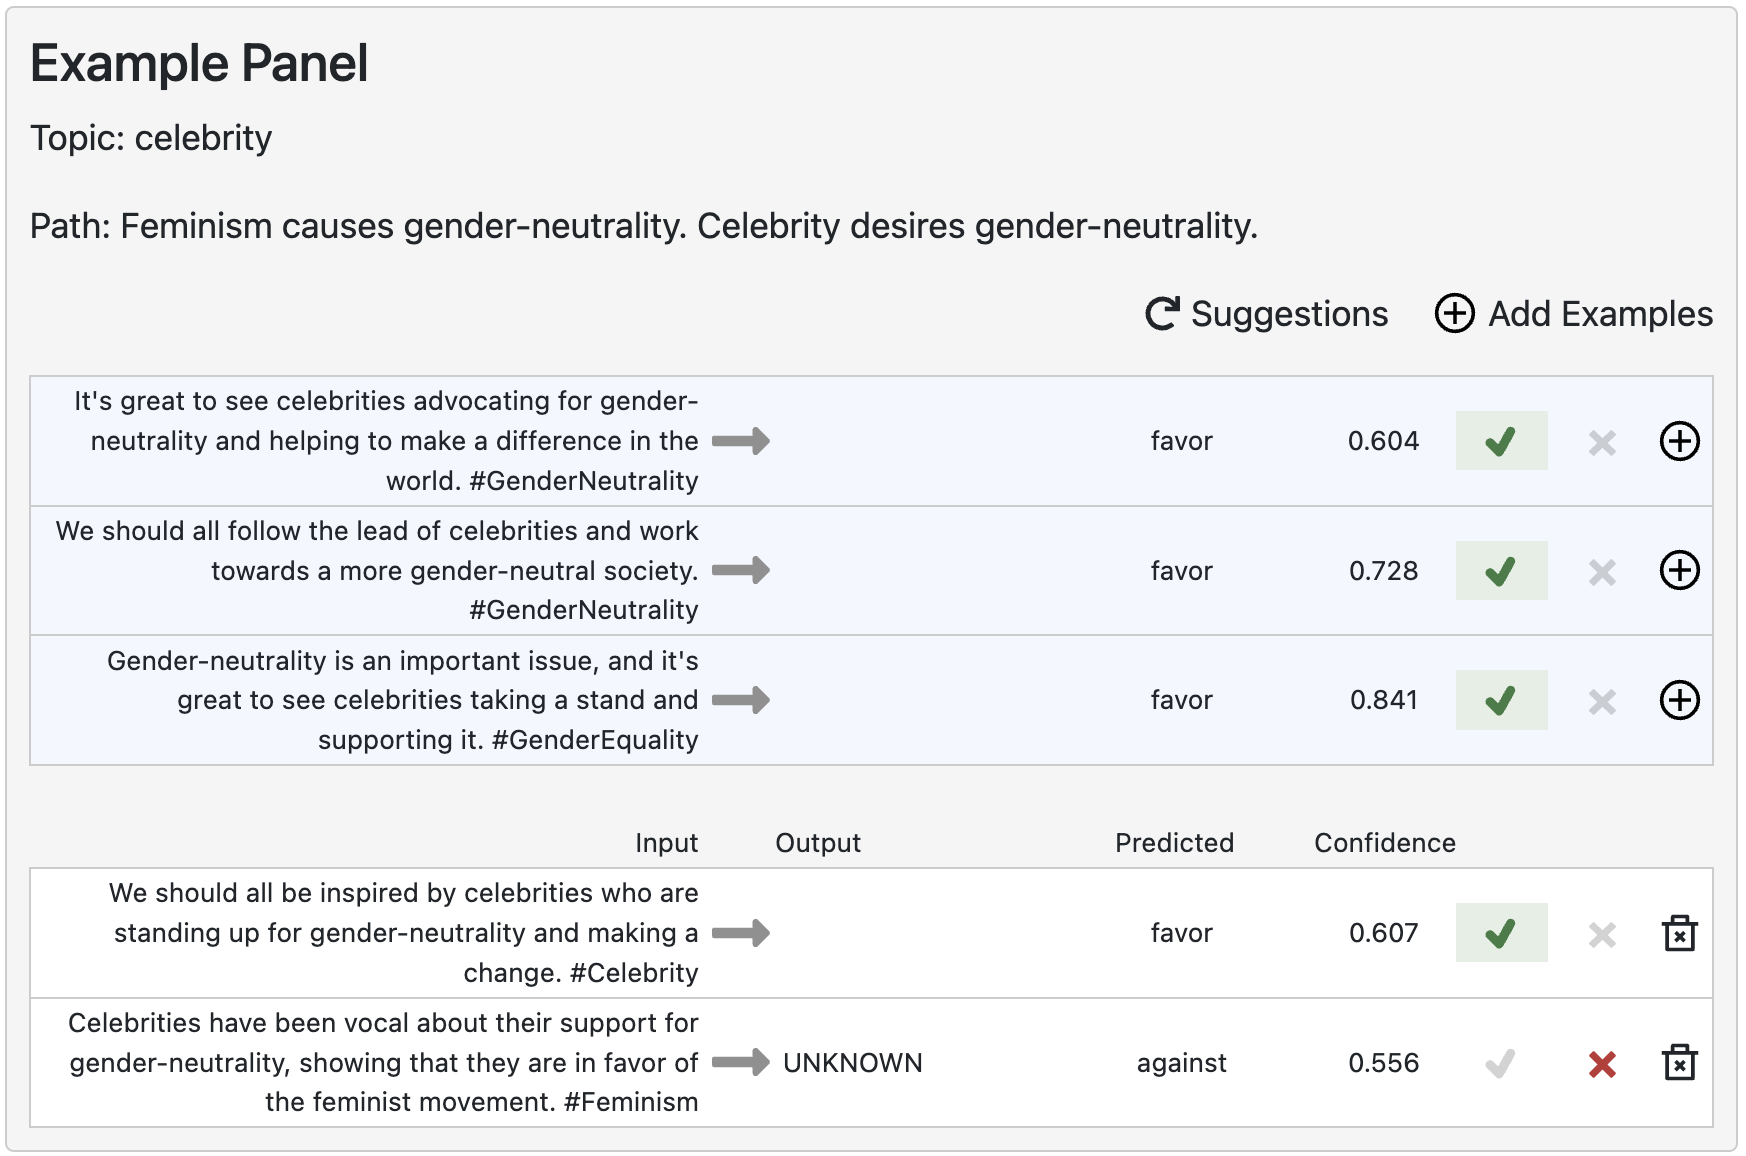 Example Panel
Topic: celebrity
Path: Feminism causes gender-neutrality. Celebrity desires gender-neutrality.
Suggestions Add Examples
It's great to see celebrities advocating for gender-
neutrality and helping to make a difference in the
world. #GenderNeutrality
favor 0.604
We should all follow the lead of celebrities and work
towards a more gender-neutral society.
#GenderNeutrality
favor 0.728
Gender-neutrality is an important issue, and it's
great to see celebrities taking a stand and
supporting it. #GenderEquality
favor 0.841
Input Output Predicted Confidence
We should all be inspired by celebrities who are
standing up for gender-neutrality and making a
change. #Celebrity
favor 0.607
Celebrities have been vocal about their support for
gender-neutrality, showing that they are in favor of
the feminist movement. #Feminism
UNKNOWN against 0.556